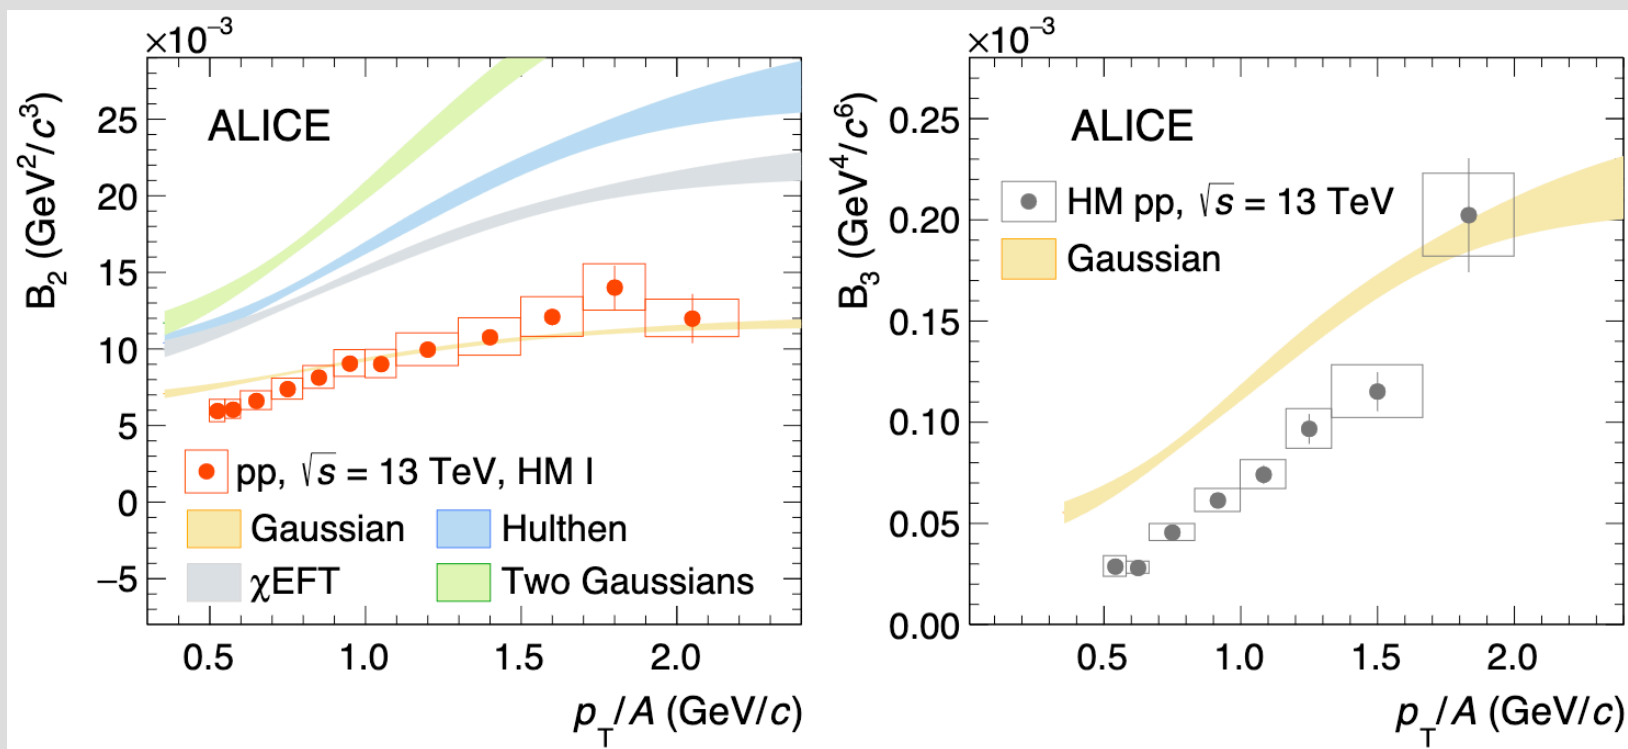 ×10⁻³
B₂ (GeV²/c³)
ALICE
25
20
15
10
5
0
−5
pp, √s = 13 TeV, HM I
Gaussian
Hulthen
χEFT
Two Gaussians
0.5 1.0 1.5 2.0
p_T/A (GeV/c)
×10⁻³
B₃ (GeV⁴/c⁶)
ALICE
0.25
0.20
0.15
0.10
0.05
0.00
HM pp, √s = 13 TeV
Gaussian
0.5 1.0 1.5 2.0
p_T/A (GeV/c)